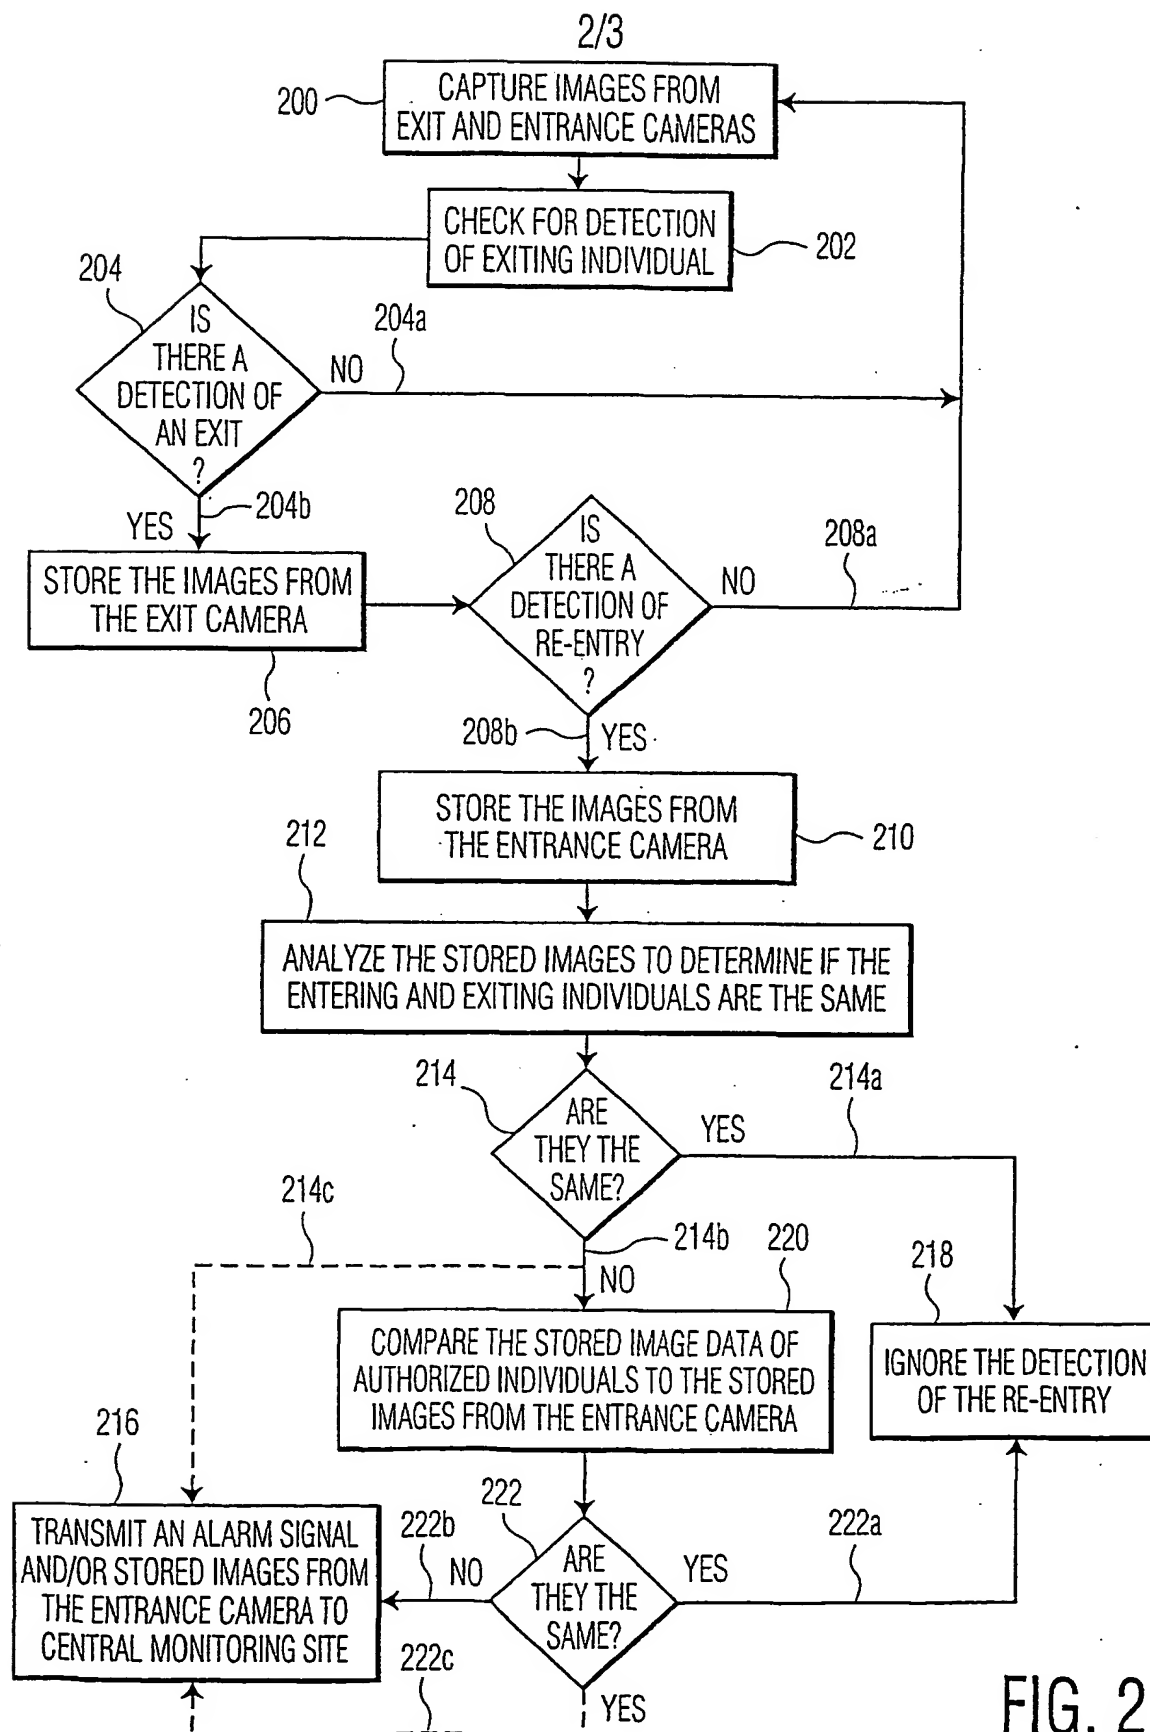 2/3
200
CAPTURE IMAGES FROM
EXIT AND ENTRANCE CAMERAS
CHECK FOR DETECTION
OF EXITING INDIVIDUAL
202
204
IS
THERE A
DETECTION OF
AN EXIT
?
204a
NO
204b
YES
STORE THE IMAGES FROM
THE EXIT CAMERA
206
208
IS
THERE A
DETECTION OF
RE-ENTRY
?
208a
NO
208b
YES
STORE THE IMAGES FROM
THE ENTRANCE CAMERA
210
212
ANALYZE THE STORED IMAGES TO DETERMINE IF THE
ENTERING AND EXITING INDIVIDUALS ARE THE SAME
214
ARE
THEY THE
SAME?
YES
214a
214c
214b
NO
220
COMPARE THE STORED IMAGE DATA OF
AUTHORIZED INDIVIDUALS TO THE STORED
IMAGES FROM THE ENTRANCE CAMERA
218
IGNORE THE DETECTION
OF THE RE-ENTRY
216
TRANSMIT AN ALARM SIGNAL
AND/OR STORED IMAGES FROM
THE ENTRANCE CAMERA TO
CENTRAL MONITORING SITE
222b
NO
222
ARE
THEY THE
SAME?
YES
222a
222c
YES
FIG. 2